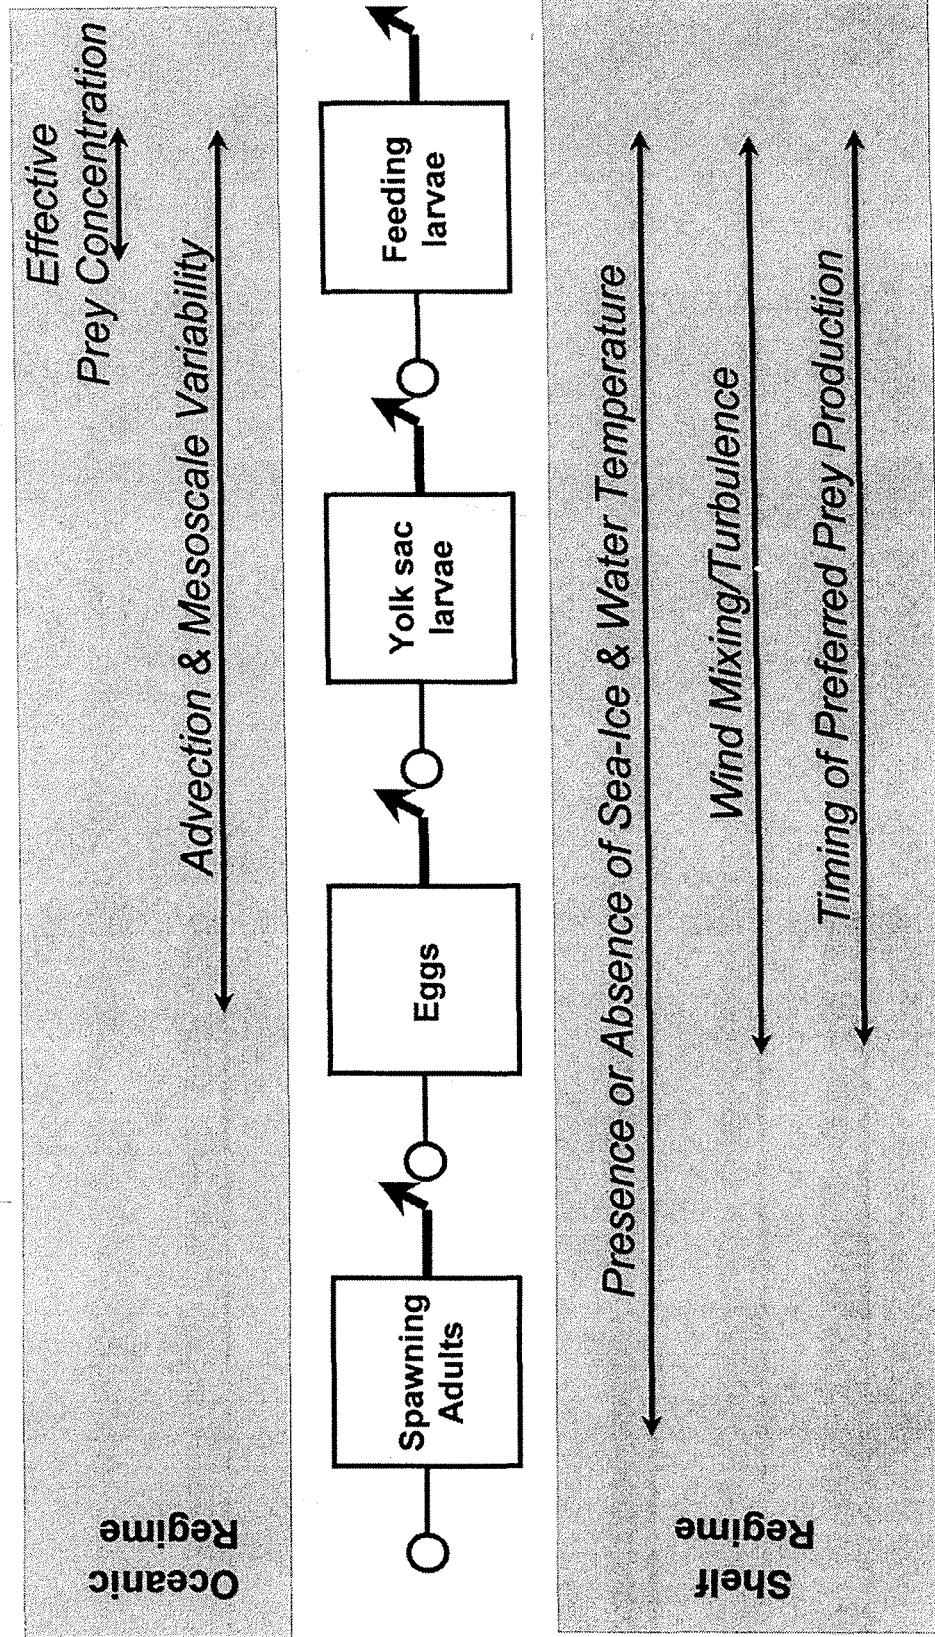 Oceanic
Regime
Effective
Prey Concentration
Advection & Mesoscale Variability
Spawning
Adults
Eggs
Yolk sac
larvae
Feeding
larvae
Shelf
Regime
Presence or Absence of Sea-Ice & Water Temperature
Wind Mixing/Turbulence
Timing of Preferred Prey Production